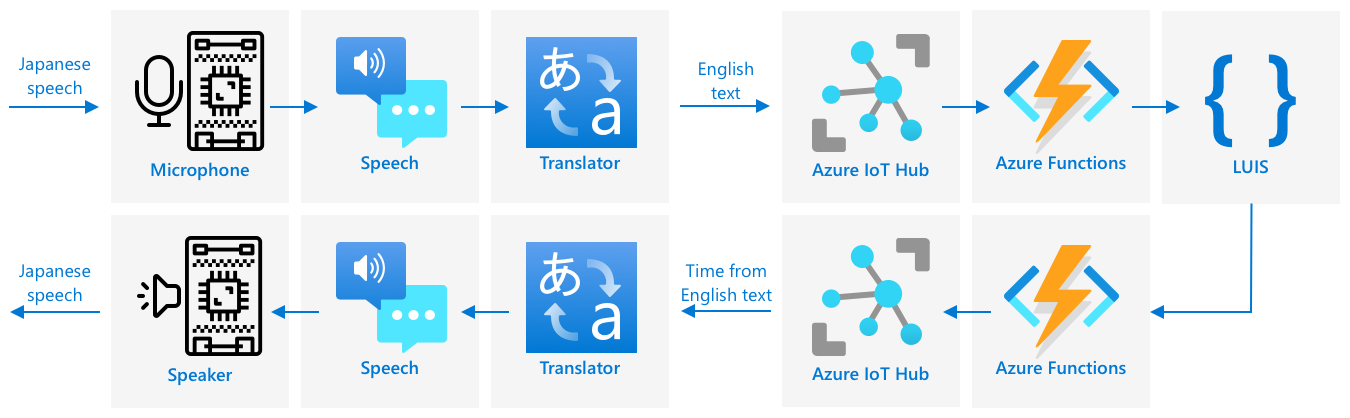 Japanese
speech
Microphone
Speech
あ
a
Translator
English
text
Azure IoT Hub
Azure Functions
{ }
LUIS
Japanese
speech
Speaker
Speech
あ
a
Translator
Time from
English text
Azure IoT Hub
Azure Functions